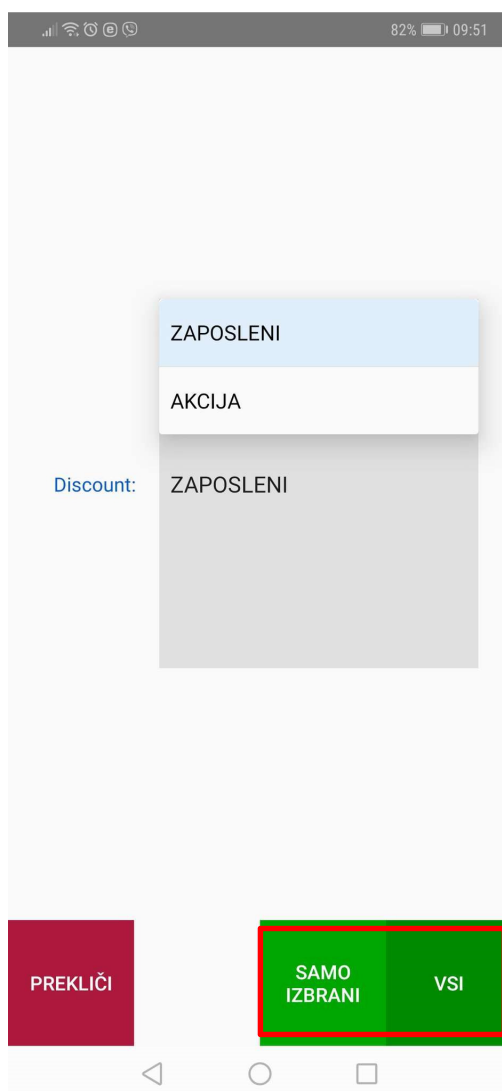 82% 09:51
ZAPOSLENI
AKCIJA
Discount: ZAPOSLENI
PREKLIČI
SAMO
IZBRANI
VSI